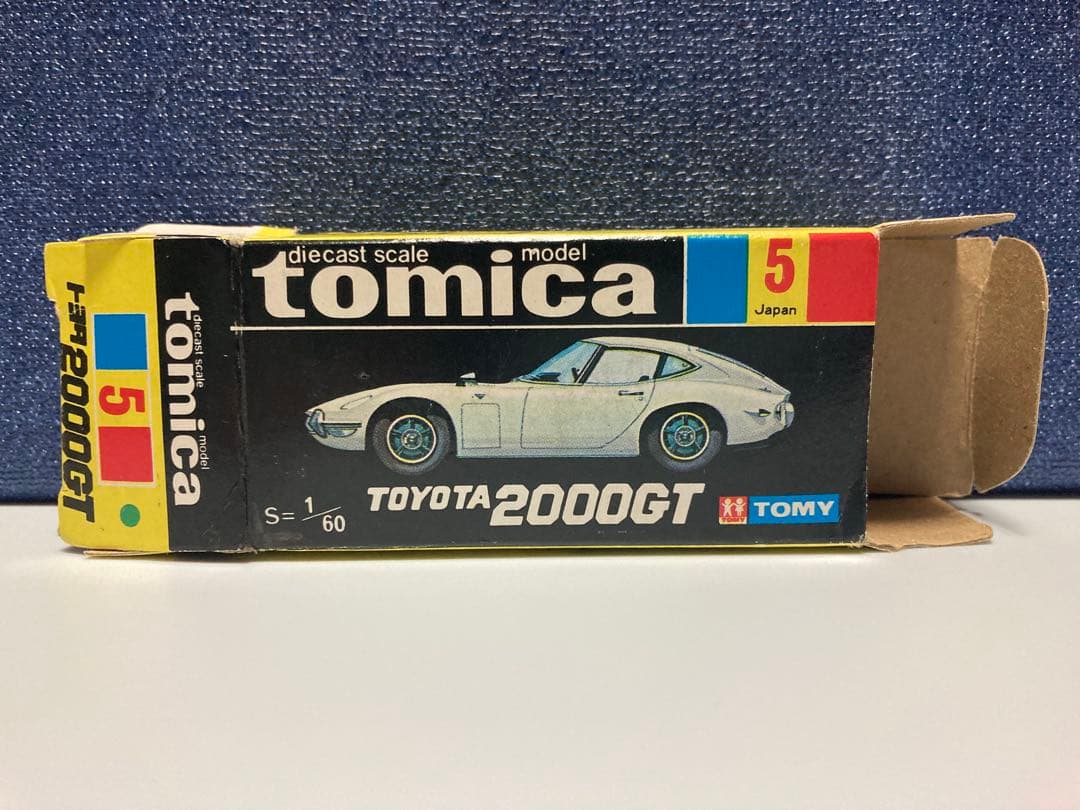 diecast scale model
tomica
5
Japan
S=1/60
TOYOTA 2000GT
TOMY
TOMY
diecast scale model
tomica
5
トヨタ2000GT